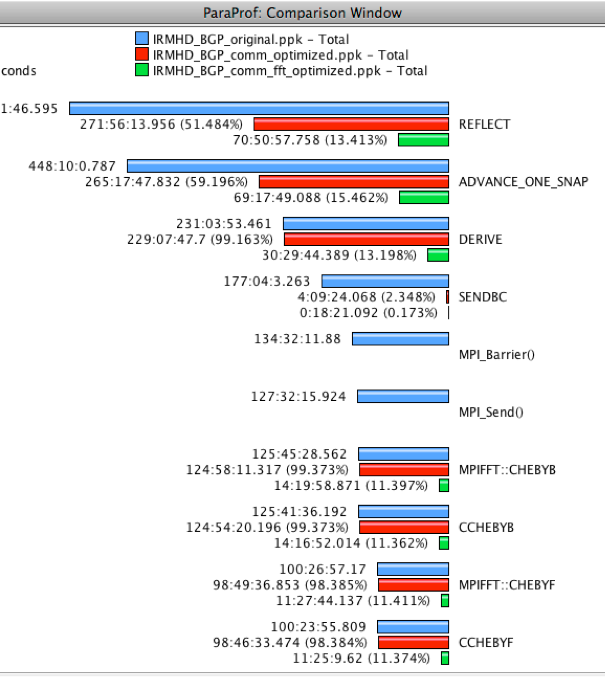 ParaProf: Comparison Window
IRMHD_BGP_original.ppk - Total
IRMHD_BGP_comm_optimized.ppk - Total
conds
IRMHD_BGP_comm_fft_optimized.ppk - Total
1:46.595
271:56:13.956 (51.484%) REFLECT
70:50:57.758 (13.413%)
448:10:0.787
265:17:47.832 (59.196%) ADVANCE_ONE_SNAP
69:17:49.088 (15.462%)
231:03:53.461
229:07:47.7 (99.163%) DERIVE
30:29:44.389 (13.198%)
177:04:3.263
4:09:24.068 (2.348%) SENDBC
0:18:21.092 (0.173%)
134:32:11.88
MPI_Barrier()
127:32:15.924
MPI_Send()
125:45:28.562
124:58:11.317 (99.373%) MPIFFT::CHEBYB
14:19:58.871 (11.397%)
125:41:36.192
124:54:20.196 (99.373%) CCHEBYB
14:16:52.014 (11.362%)
100:26:57.17
98:49:36.853 (98.385%) MPIFFT::CHEBYF
11:27:44.137 (11.411%)
100:23:55.809
98:46:33.474 (98.384%) CCHEBYF
11:25:9.62 (11.374%)